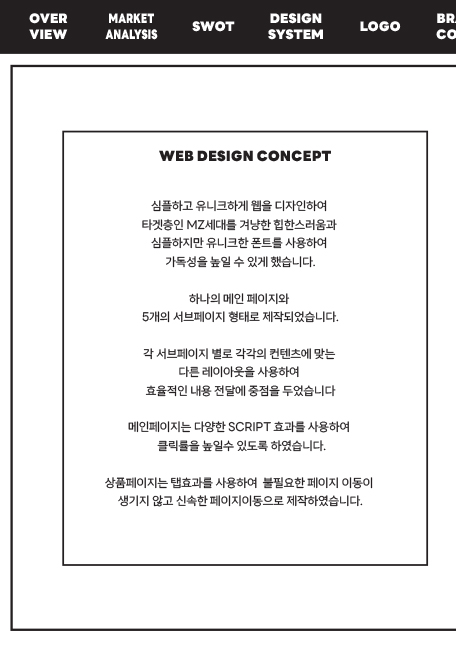 OVER VIEW
MARKET ANALYSIS
SWOT
DESIGN SYSTEM
LOGO
WEB DESIGN CONCEPT
심플하고 유니크하게 웹을 디자인하여
타겟층인 MZ세대를 겨냥한 힙한스러움과
심플하지만 유니크한 폰트를 사용하여
가독성을 높일 수 있게 했습니다.
하나의 메인 페이지와
5개의 서브페이지 형태로 제작되었습니다.
각 서브페이지 별로 각각의 컨텐츠에 맞는
다른 레이아웃을 사용하여
효율적인 내용 전달에 중점을 두었습니다
메인페이지는 다양한 SCRIPT 효과를 사용하여
클릭률을 높일수 있도록 하였습니다.
상품페이지는 탭효과를 사용하여 불필요한 페이지 이동이
생기지 않고 신속한 페이지이동으로 제작하였습니다.